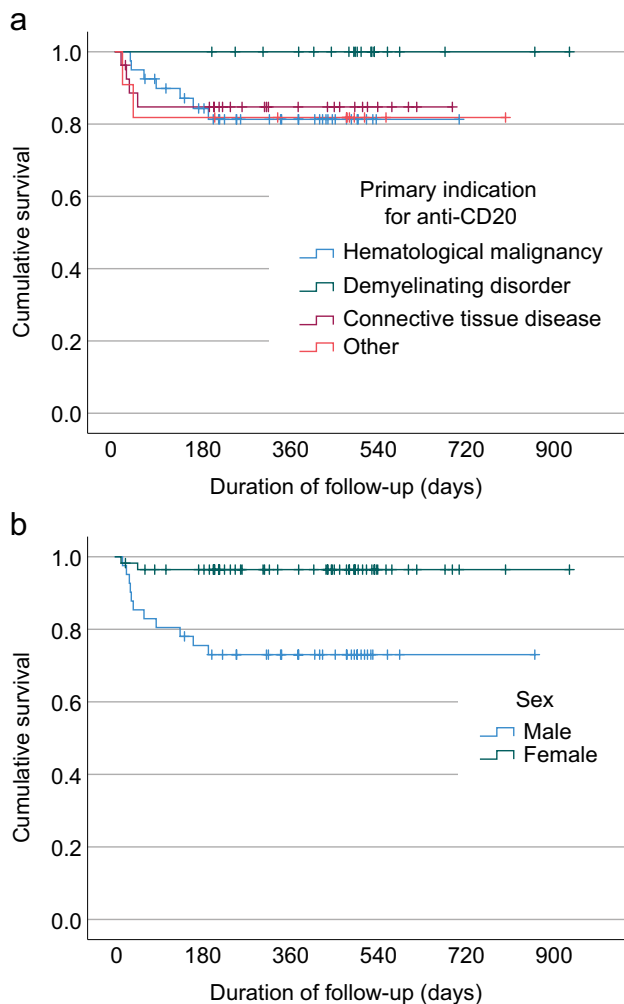 a
1.0
0.8
0.6
0.4
0.2
0.0
Cumulative survival
Primary indication
for anti-CD20
Hematological malignancy
Demyelinating disorder
Connective tissue disease
Other
0 180 360 540 720 900
Duration of follow-up (days)
b
1.0
0.8
0.6
0.4
0.2
0.0
Cumulative survival
Sex
Male
Female
0 180 360 540 720 900
Duration of follow-up (days)